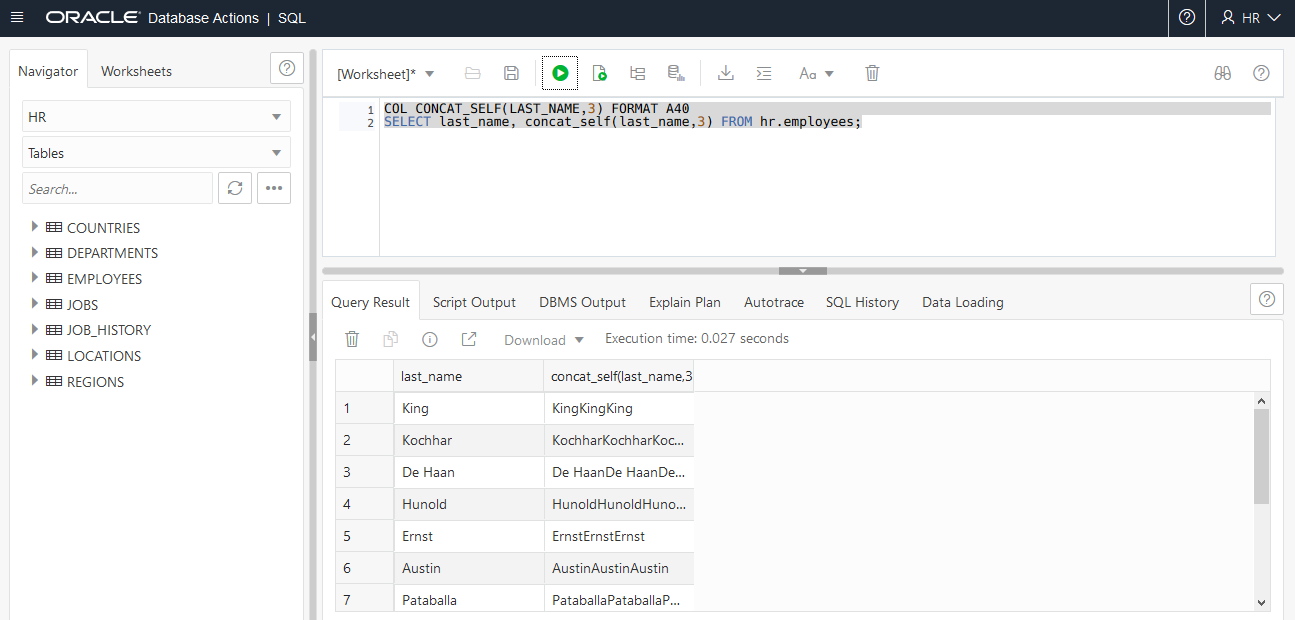 ORACLE Database Actions | SQL
HR
Navigator
Worksheets
HR
Tables
Search...
COUNTRIES
DEPARTMENTS
EMPLOYEES
JOBS
JOB_HISTORY
LOCATIONS
REGIONS
[Worksheet]*
Aa
1 COL CONCAT_SELF(LAST_NAME,3) FORMAT A40
2 SELECT last_name, concat_self(last_name,3) FROM hr.employees;
Query Result
Script Output
DBMS Output
Explain Plan
Autotrace
SQL History
Data Loading
Download
Execution time: 0.027 seconds
last_name concat_self(last_name,3
1 King KingKingKing
2 Kochhar KochharKochharKoc...
3 De Haan De HaanDe HaanDe...
4 Hunold HunoldHunoldHuno...
5 Ernst ErnstErnstErnst
6 Austin AustinAustinAustin
7 Pataballa PataballaPataballaP...